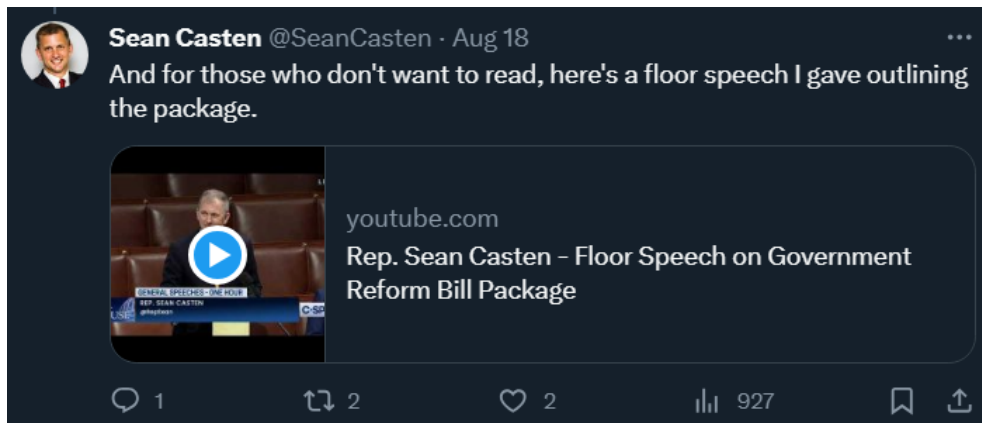 Sean Casten @SeanCasten · Aug 18
And for those who don't want to read, here's a floor speech I gave outlining
the package.
GENERAL SPEECHES - ONE HOUR
REP. SEAN CASTEN
C-SP
youtube.com
Rep. Sean Casten - Floor Speech on Government
Reform Bill Package
1 2 2 927